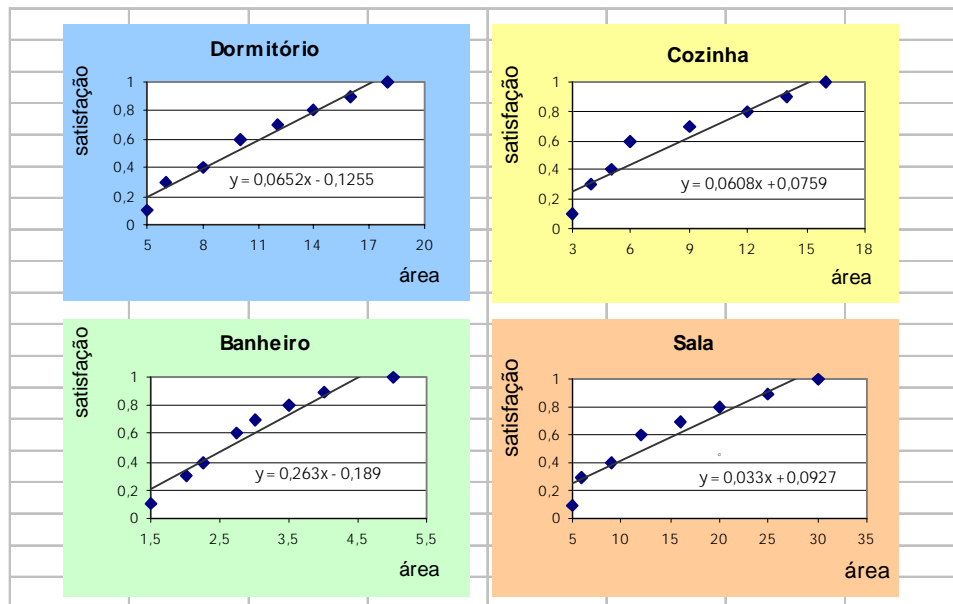 Dormitório
satisfação
1
0,8
0,6
0,4
0,2
0
y = 0,0652x - 0,1255
5 8 11 14 17 20
área
Cozinha
satisfação
1
0,8
0,6
0,4
0,2
0
y = 0,0608x + 0,0759
3 6 9 12 15 18
área
Banheiro
satisfação
1
0,8
0,6
0,4
0,2
0
y = 0,263x - 0,189
1,5 2,5 3,5 4,5 5,5
área
Sala
satisfação
1
0,8
0,6
0,4
0,2
0
y = 0,033x + 0,0927
5 10 15 20 25 30 35
área